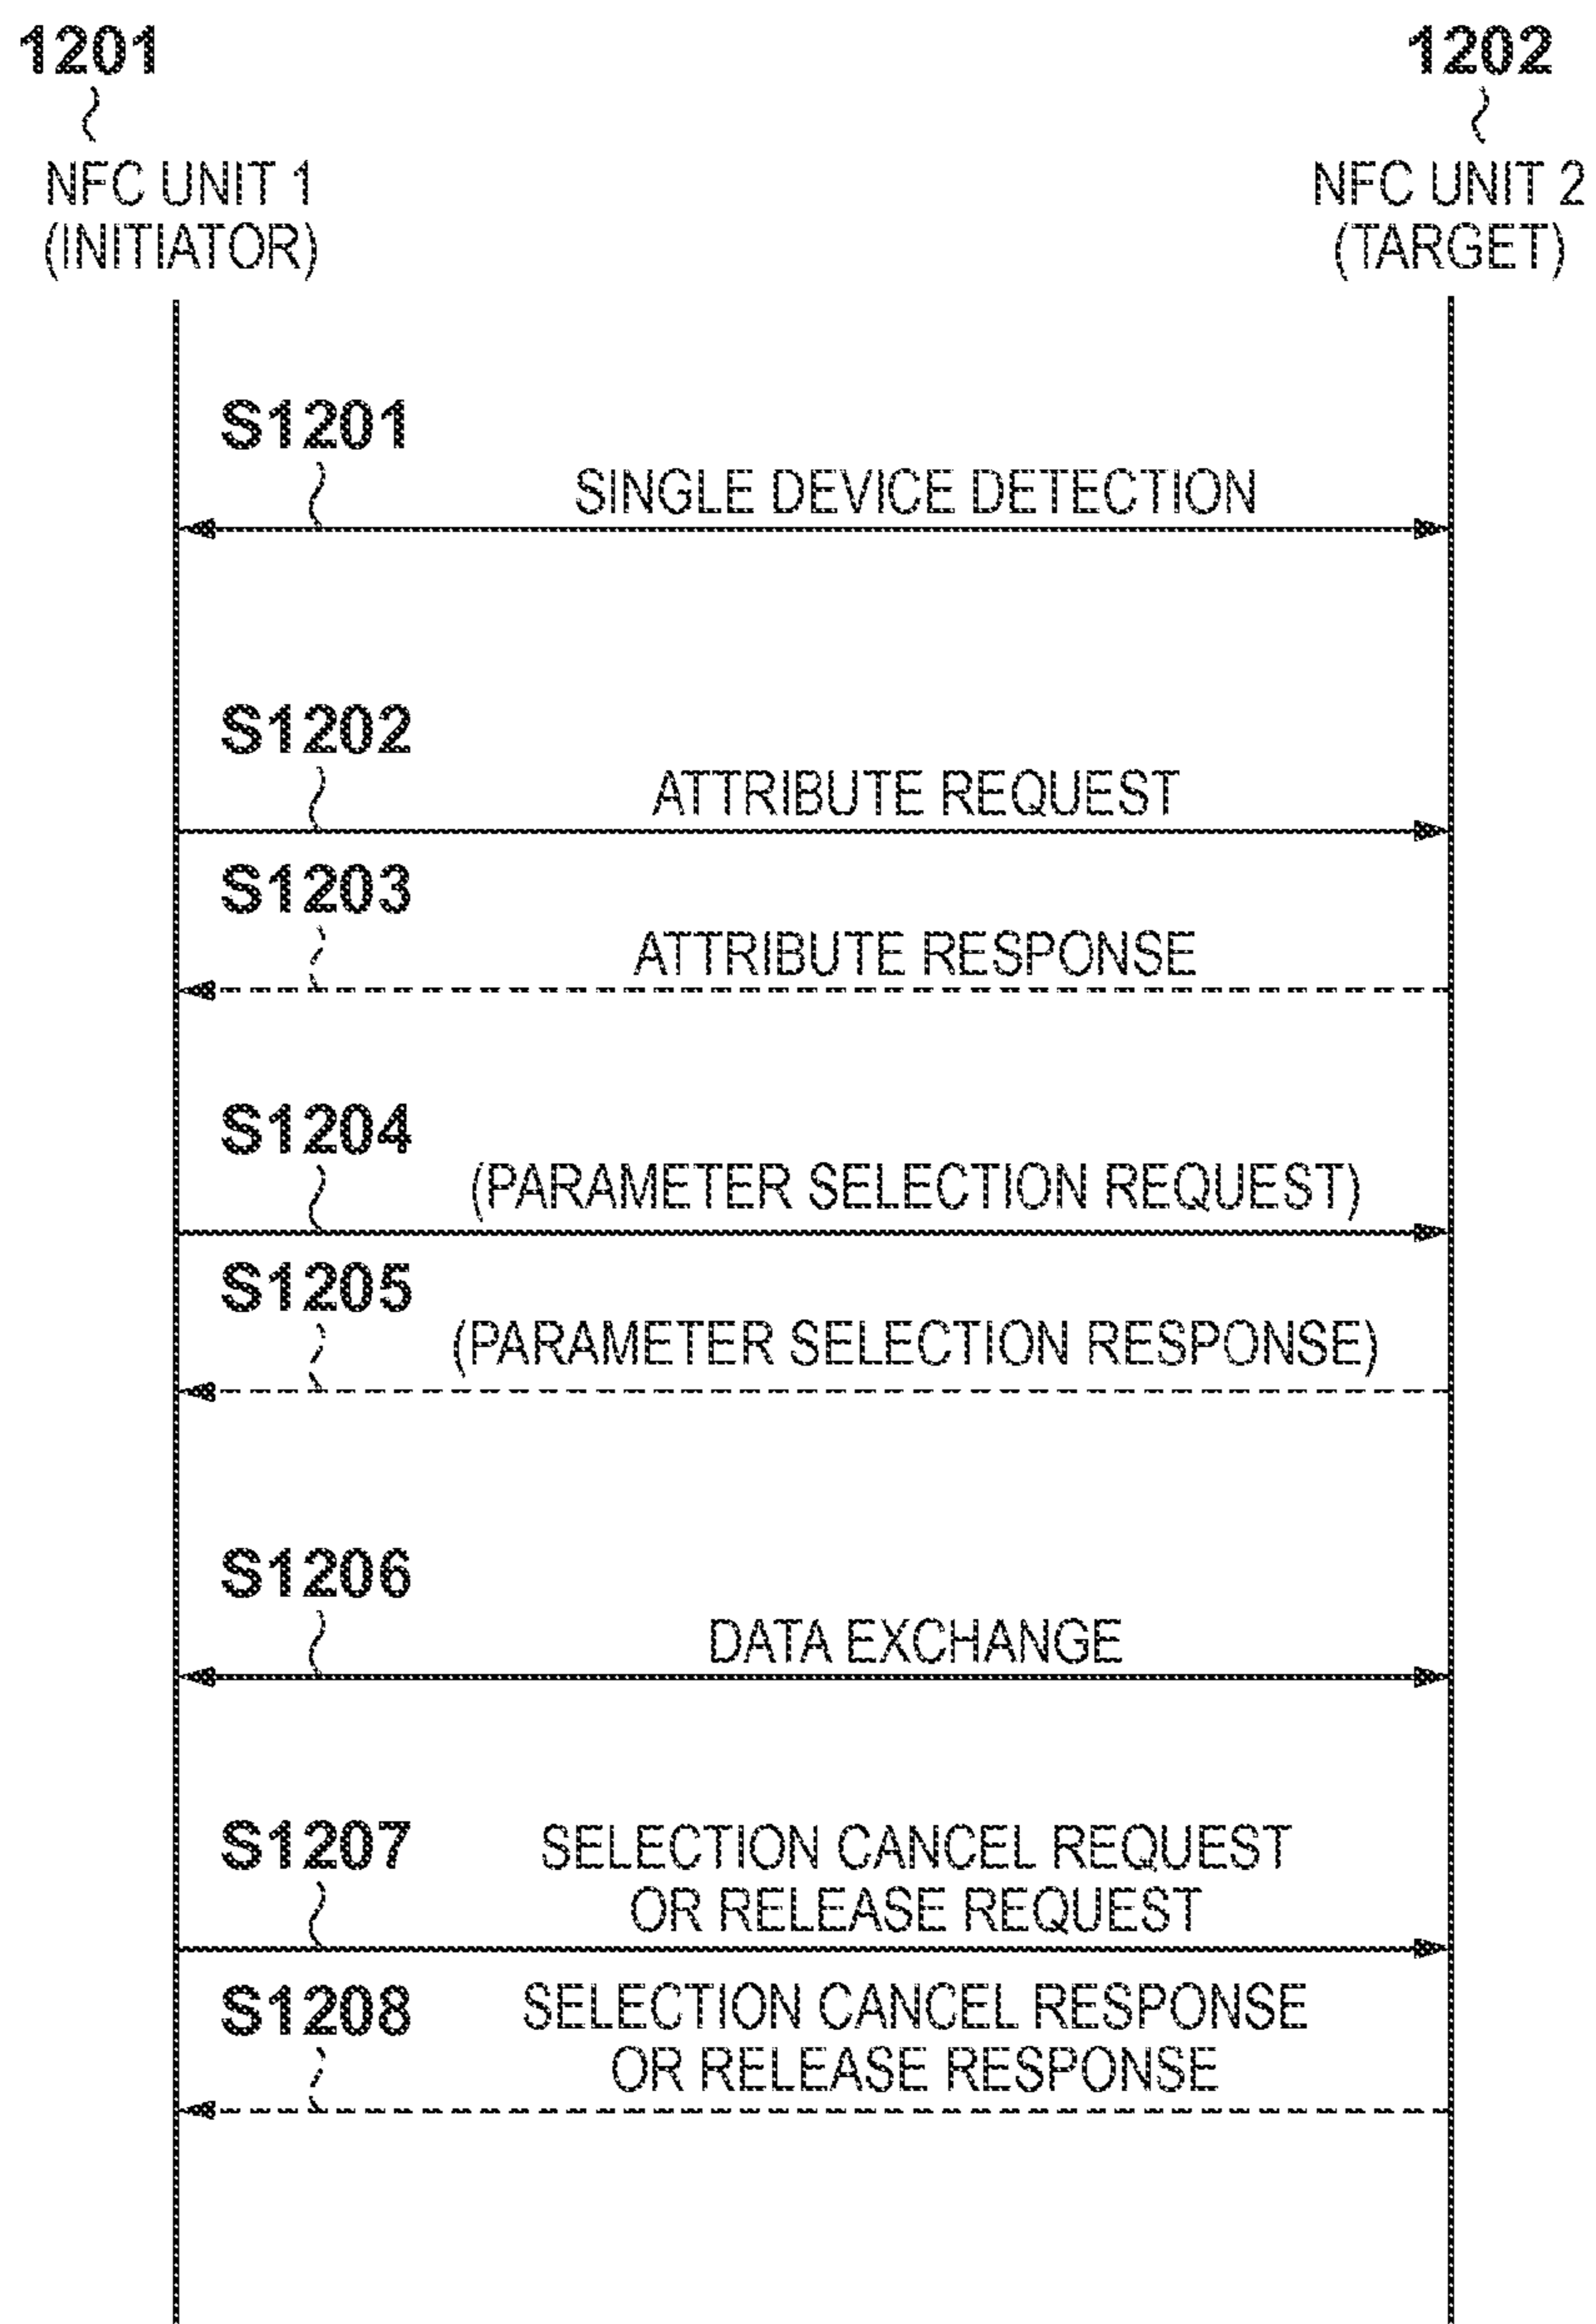 1201
1202
NFC UNIT 1
(INITIATOR)
NFC UNIT 2
(TARGET)
S1201
SINGLE DEVICE DETECTION
S1202
ATTRIBUTE REQUEST
S1203
ATTRIBUTE RESPONSE
S1204
(PARAMETER SELECTION REQUEST)
S1205
(PARAMETER SELECTION RESPONSE)
S1206
DATA EXCHANGE
S1207
SELECTION CANCEL REQUEST
OR RELEASE REQUEST
S1208
SELECTION CANCEL RESPONSE
OR RELEASE RESPONSE